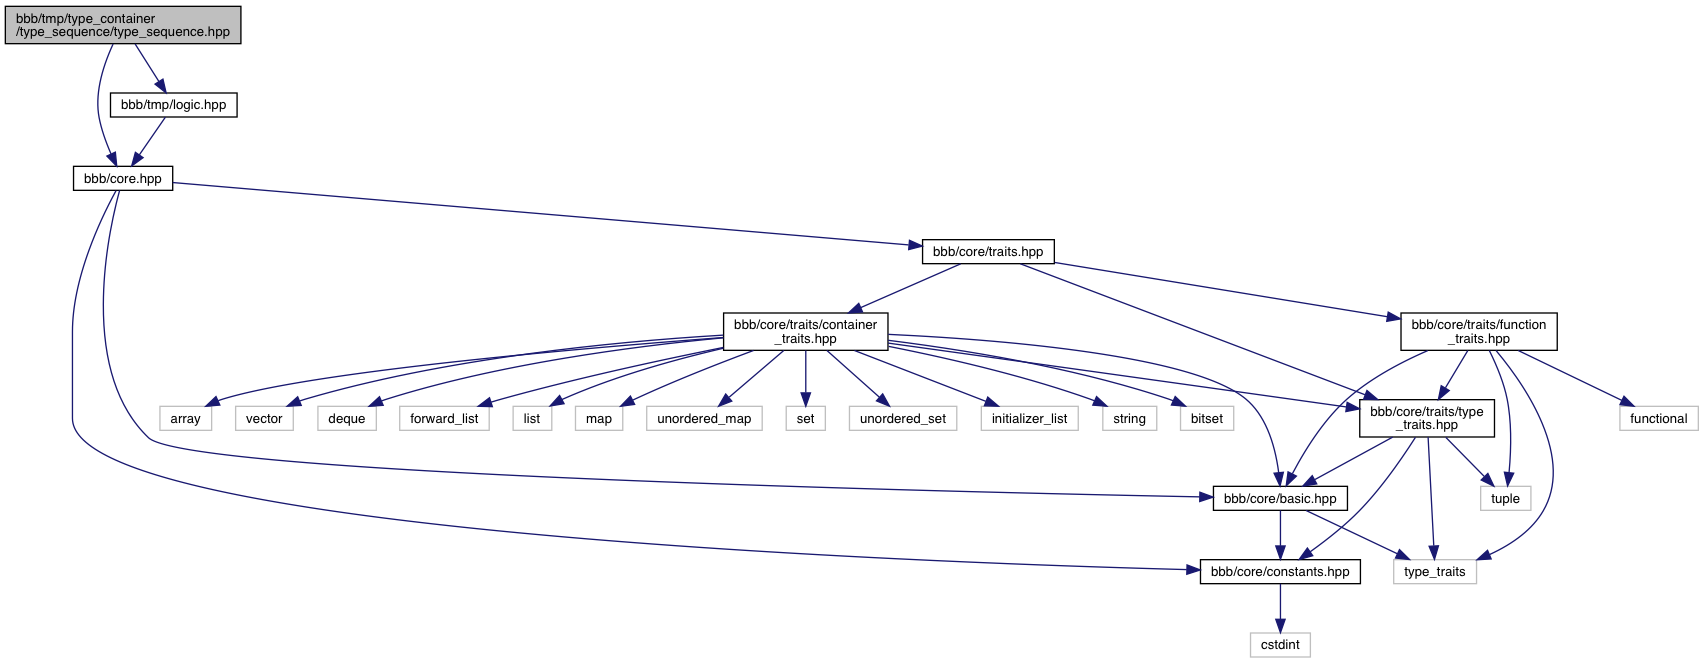 bbb/tmp/type_container
/type_sequence/type_sequence.hpp
bbb/tmp/logic.hpp
bbb/core.hpp
bbb/core/traits.hpp
bbb/core/traits/container
_traits.hpp
bbb/core/traits/function
_traits.hpp
array
vector
deque
forward_list
list
map
unordered_map
set
unordered_set
initializer_list
string
bitset
bbb/core/traits/type
_traits.hpp
functional
bbb/core/basic.hpp
tuple
bbb/core/constants.hpp
type_traits
cstdint